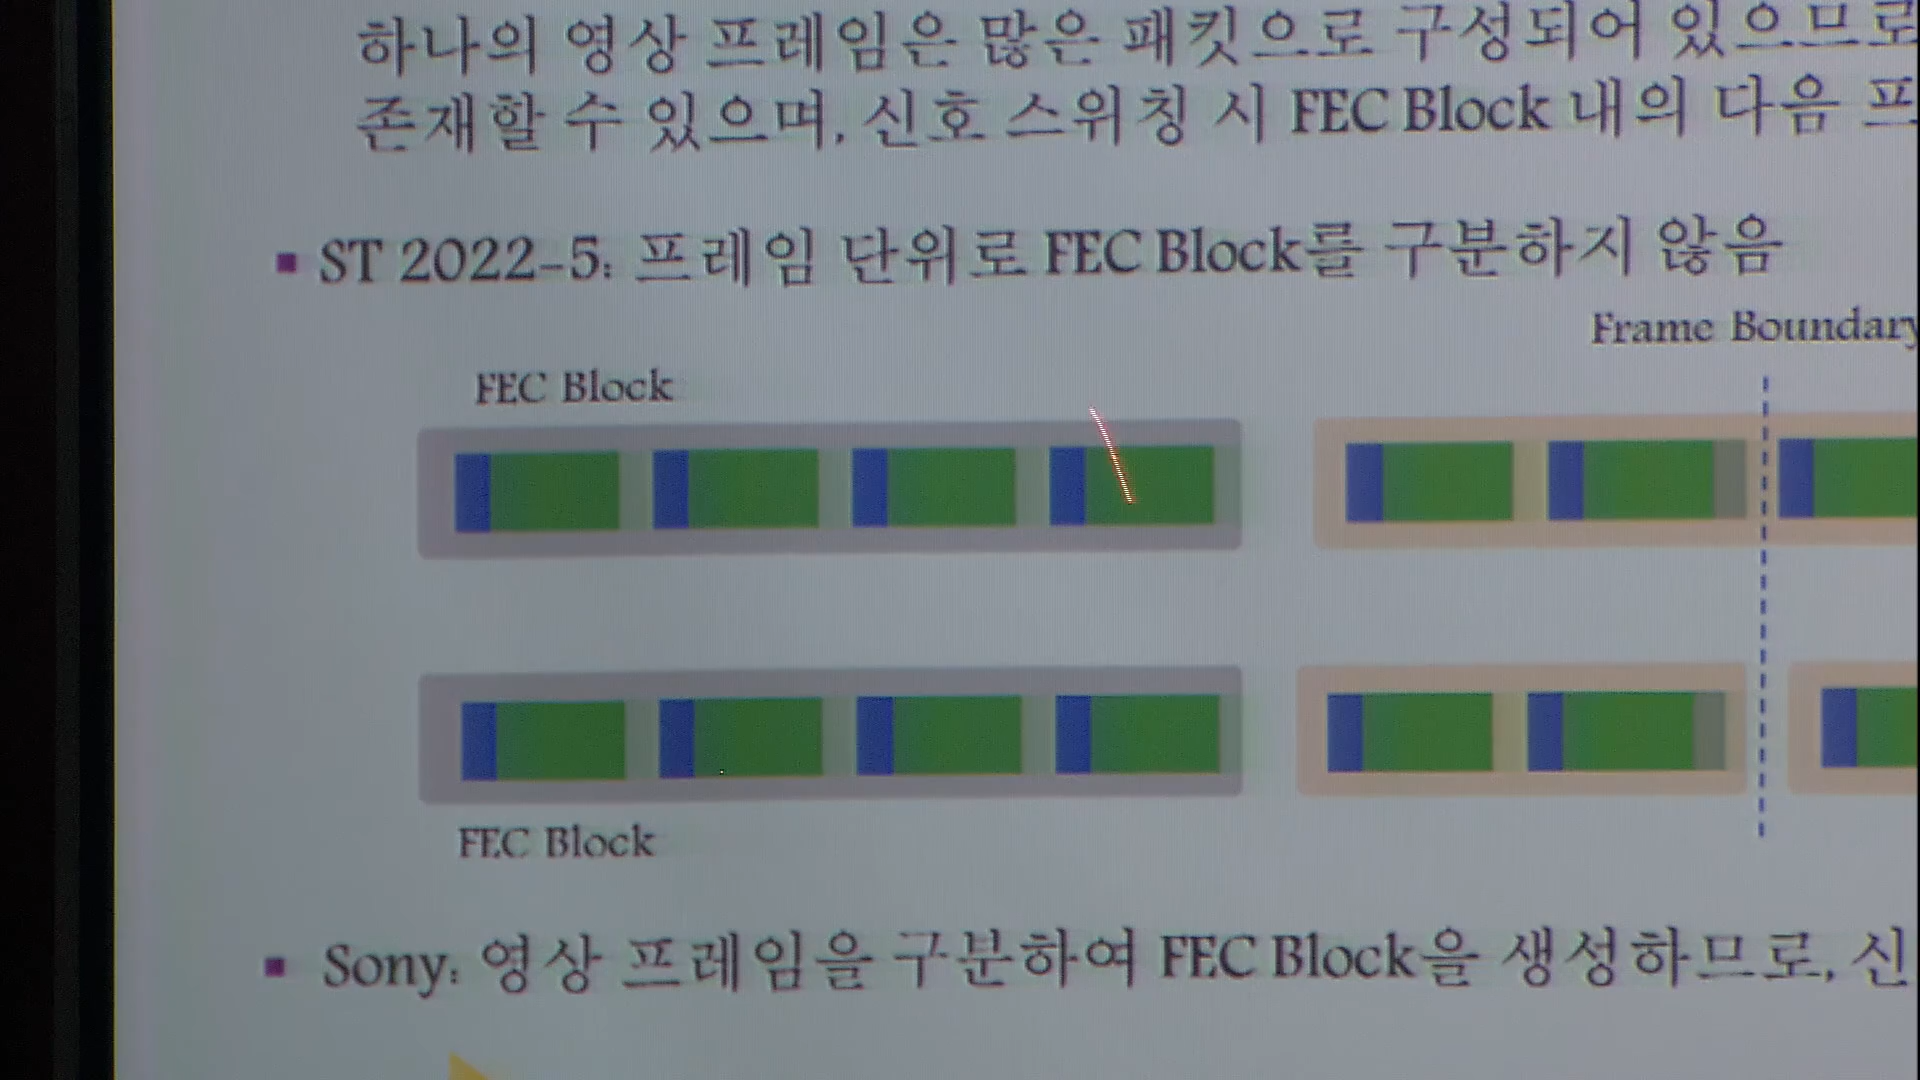 하나의 영상 프레임은 많은 패킷으로 구성되어 있으므로
존재할 수 있으며, 신호 스위칭 시 FEC Block 내의 다음 프
▪ ST 2022-5: 프레임 단위로 FEC Block를 구분하지 않음
Frame Boundary
FEC Block
FEC Block
▪ Sony: 영상 프레임을 구분하여 FEC Block을 생성하므로, 신